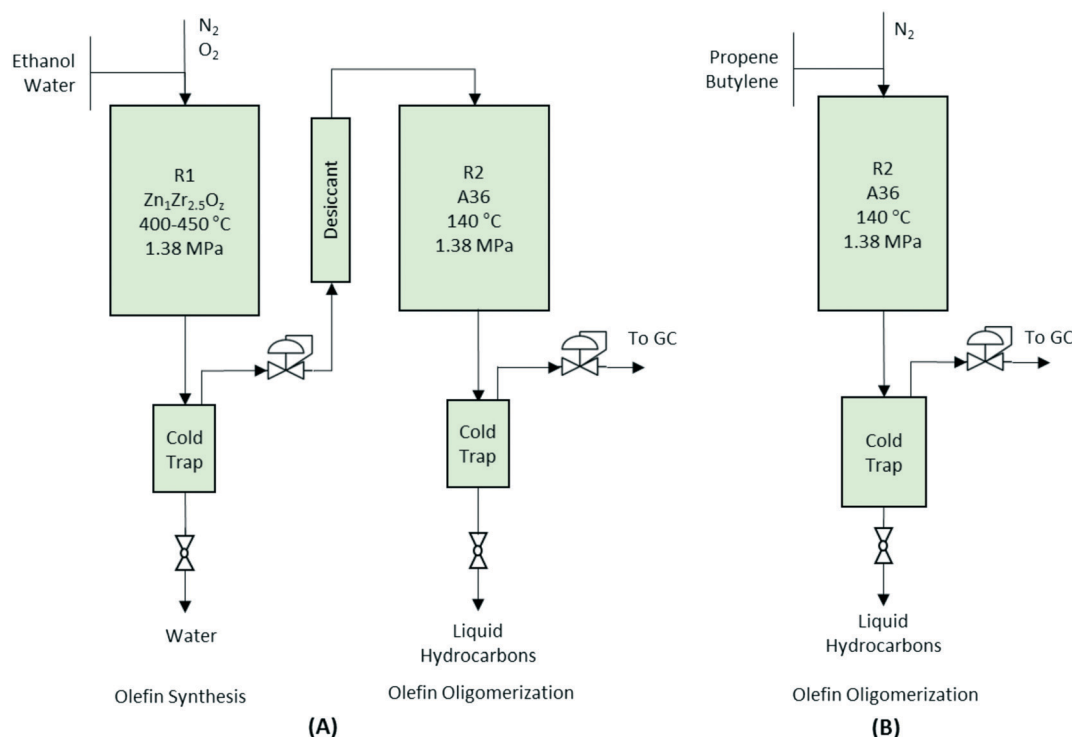 N₂
O₂
Ethanol
Water
R1
Zn₁Zr₂.₅O_z
400-450 °C
1.38 MPa
Cold
Trap
Water
Olefin Synthesis
Desiccant
R2
A36
140 °C
1.38 MPa
To GC
Cold
Trap
Liquid
Hydrocarbons
Olefin Oligomerization
(A)
N₂
Propene
Butylene
R2
A36
140 °C
1.38 MPa
To GC
Cold
Trap
Liquid
Hydrocarbons
Olefin Oligomerization
(B)